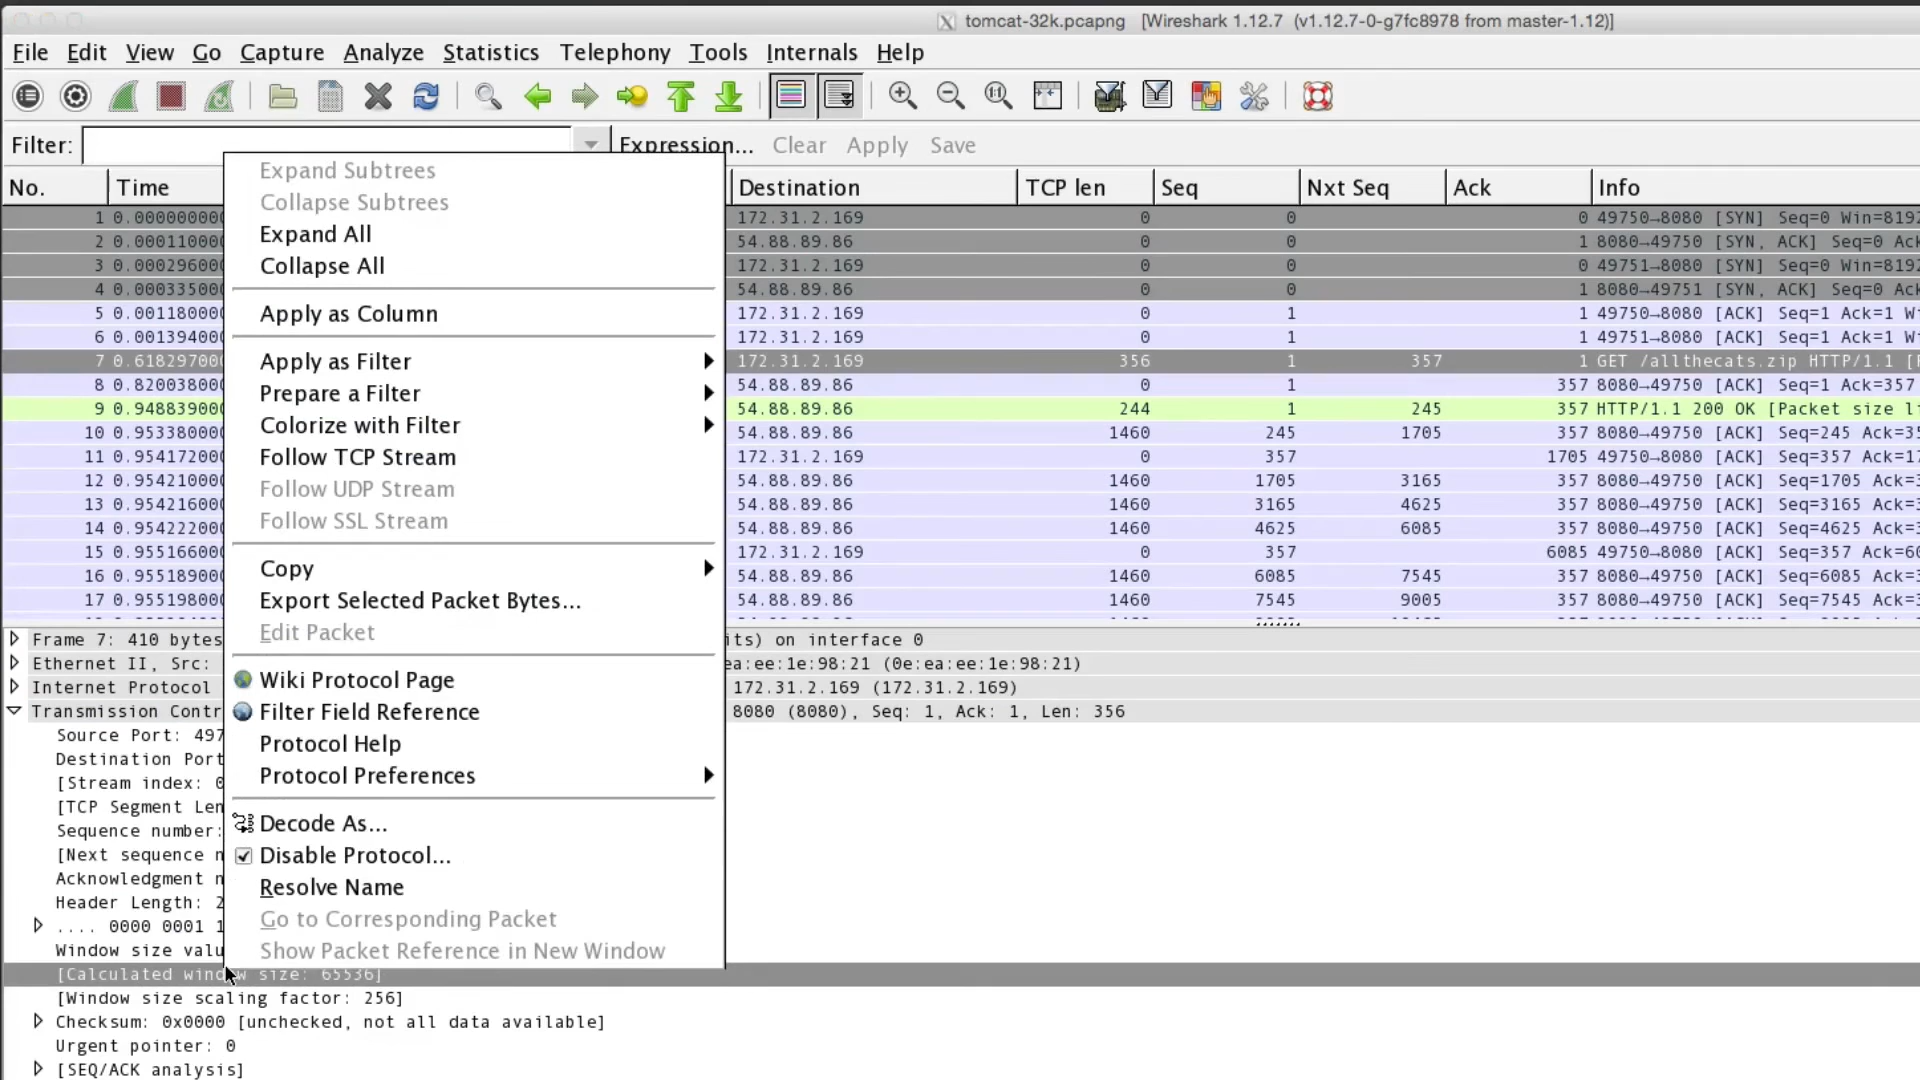 tomcat-32k.pcapng [Wireshark 1.12.7 (v1.12.7-0-g7fc8978 from master-1.12)]
File Edit View Go Capture Analyze Statistics Telephony Tools Internals Help
Filter: Expression... Clear Apply Save
No. Time Destination TCP len Seq Nxt Seq Ack Info
1 0.000000000 172.31.2.169 0 0 0 49750→8080 [SYN] Seq=0 Win=8192
2 0.000110000 54.88.89.86 0 0 1 8080→49750 [SYN, ACK] Seq=0 Ack
3 0.000296000 172.31.2.169 0 0 0 49751→8080 [SYN] Seq=0 Win=8192
4 0.000335000 54.88.89.86 0 0 1 8080→49751 [SYN, ACK] Seq=0 Ack
5 0.001180000 172.31.2.169 0 1 1 49750→8080 [ACK] Seq=1 Ack=1 W
6 0.001394000 172.31.2.169 0 1 1 49751→8080 [ACK] Seq=1 Ack=1 W
7 0.618297000 172.31.2.169 356 1 357 1 GET /allthecats.zip HTTP/1.1 [
8 0.820038000 54.88.89.86 0 1 357 8080→49750 [ACK] Seq=1 Ack=357
9 0.948839000 54.88.89.86 244 1 245 357 HTTP/1.1 200 OK [Packet size l
10 0.953380000 54.88.89.86 1460 245 1705 357 8080→49750 [ACK] Seq=245 Ack=3
11 0.954172000 172.31.2.169 0 357 1705 49750→8080 [ACK] Seq=357 Ack=17
12 0.954210000 54.88.89.86 1460 1705 3165 357 8080→49750 [ACK] Seq=1705 Ack=
13 0.954216000 54.88.89.86 1460 3165 4625 357 8080→49750 [ACK] Seq=3165 Ack=
14 0.954222000 54.88.89.86 1460 4625 6085 357 8080→49750 [ACK] Seq=4625 Ack=
15 0.955166000 172.31.2.169 0 357 6085 49750→8080 [ACK] Seq=357 Ack=60
16 0.955189000 54.88.89.86 1460 6085 7545 357 8080→49750 [ACK] Seq=6085 Ack=
17 0.955198000 54.88.89.86 1460 7545 9005 357 8080→49750 [ACK] Seq=7545 Ack=
Expand Subtrees
Collapse Subtrees
Expand All
Collapse All
Apply as Column
Apply as Filter
Prepare a Filter
Colorize with Filter
Follow TCP Stream
Follow UDP Stream
Follow SSL Stream
Copy
Export Selected Packet Bytes...
Edit Packet
Wiki Protocol Page
Filter Field Reference
Protocol Help
Protocol Preferences
Decode As...
Disable Protocol...
Resolve Name
Go to Corresponding Packet
Show Packet Reference in New Window
Frame 7: 410 bytes its) on interface 0
Ethernet II, Src: ea:ee:1e:98:21 (0e:ea:ee:1e:98:21)
Internet Protocol 172.31.2.169 (172.31.2.169)
Transmission Contr 8080 (8080), Seq: 1, Ack: 1, Len: 356
Source Port: 497
Destination Port
[Stream index: 0
[TCP Segment Len
Sequence number:
[Next sequence n
Acknowledgment n
Header Length: 2
.... 0000 0001 1
Window size valu
[Calculated window size: 65536]
[Window size scaling factor: 256]
Checksum: 0x0000 [unchecked, not all data available]
Urgent pointer: 0
[SEQ/ACK analysis]